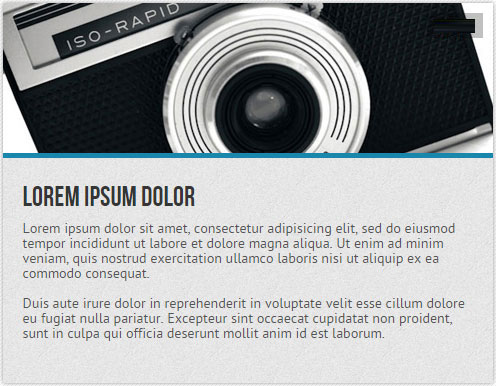 ISO-RAPID
LOREM IPSUM DOLOR
Lorem ipsum dolor sit amet, consectetur adipisicing elit, sed do eiusmod
tempor incididunt ut labore et dolore magna aliqua. Ut enim ad minim
veniam, quis nostrud exercitation ullamco laboris nisi ut aliquip ex ea
commodo consequat.
Duis aute irure dolor in reprehenderit in voluptate velit esse cillum dolore
eu fugiat nulla pariatur. Excepteur sint occaecat cupidatat non proident,
sunt in culpa qui officia deserunt mollit anim id est laborum.